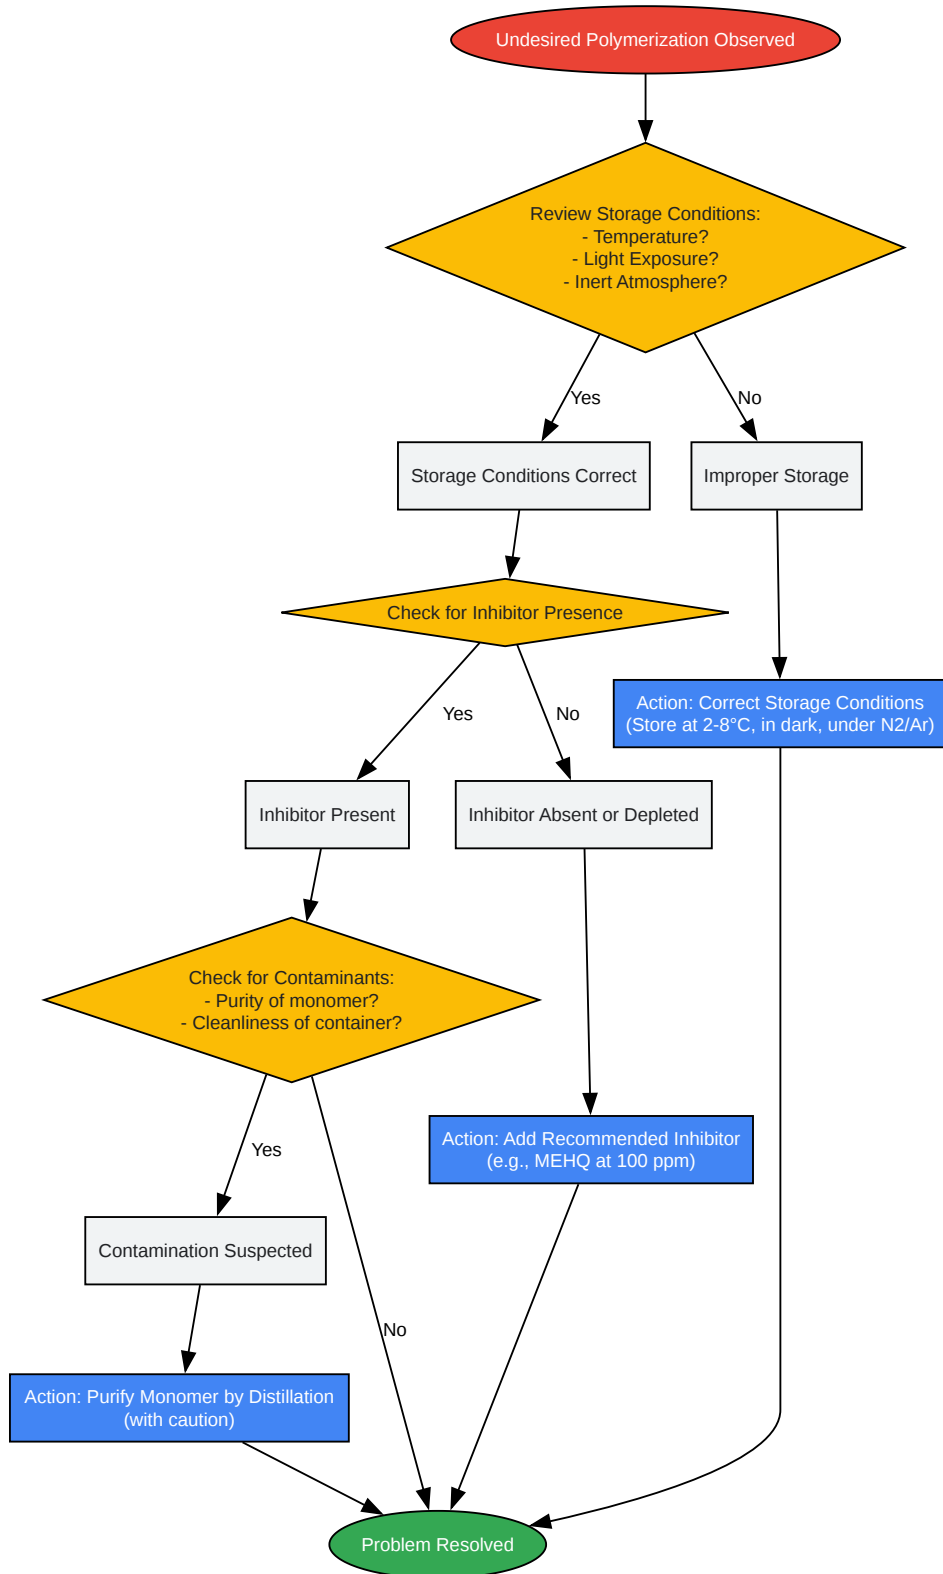 Undesired Polymerization Observed
Review Storage Conditions:
- Temperature?
- Light Exposure?
- Inert Atmosphere?
Yes
No
Storage Conditions Correct
Improper Storage
Check for Inhibitor Presence
Action: Correct Storage Conditions
(Store at 2-8°C, in dark, under N2/Ar)
Yes
No
Inhibitor Present
Inhibitor Absent or Depleted
Check for Contaminants:
- Purity of monomer?
- Cleanliness of container?
Action: Add Recommended Inhibitor
(e.g., MEHQ at 100 ppm)
Yes
Contamination Suspected
No
Action: Purify Monomer by Distillation
(with caution)
Problem Resolved